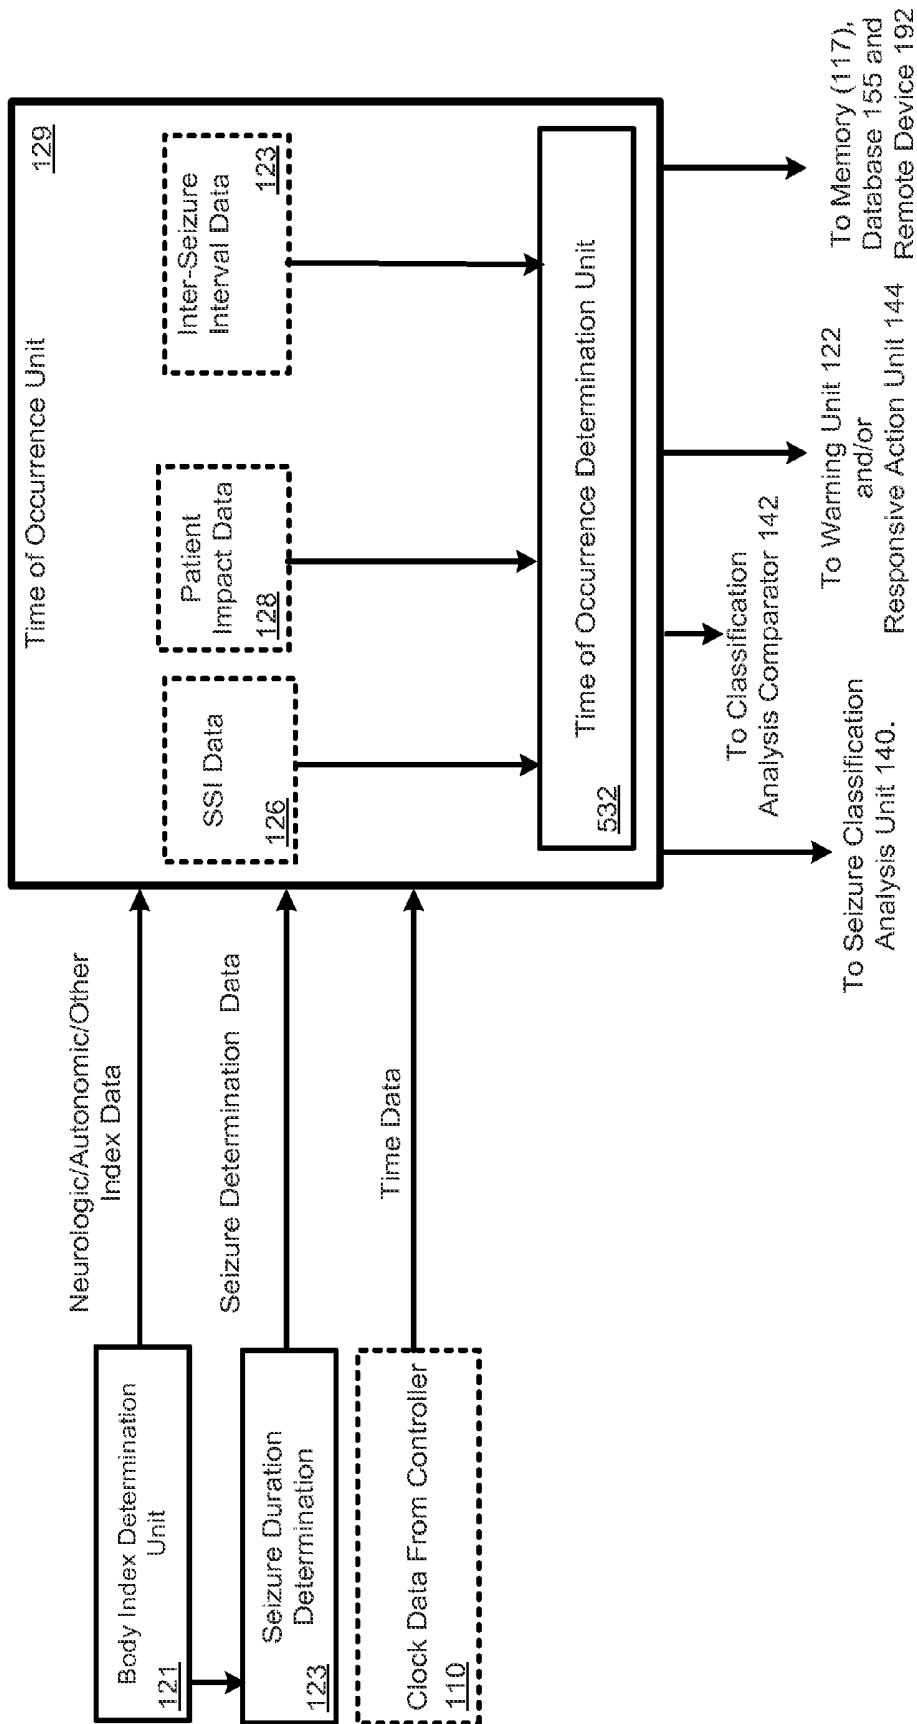 Time of Occurrence Unit
129
Body Index Determination
Unit
121
Neurologic/Autonomic/Other
Index Data
Seizure Duration
Determination
123
Seizure Determination Data
Clock Data From Controller
110
Time Data
SSI Data
126
Patient
Impact Data
128
Inter-Seizure
Interval Data
123
Time of Occurrence Determination Unit
532
To Seizure Classification
Analysis Unit 140.
To Classification
Analysis Comparator 142
To Warning Unit 122
and/or
Responsive Action Unit 144
To Memory (117),
Database 155 and
Remote Device 192